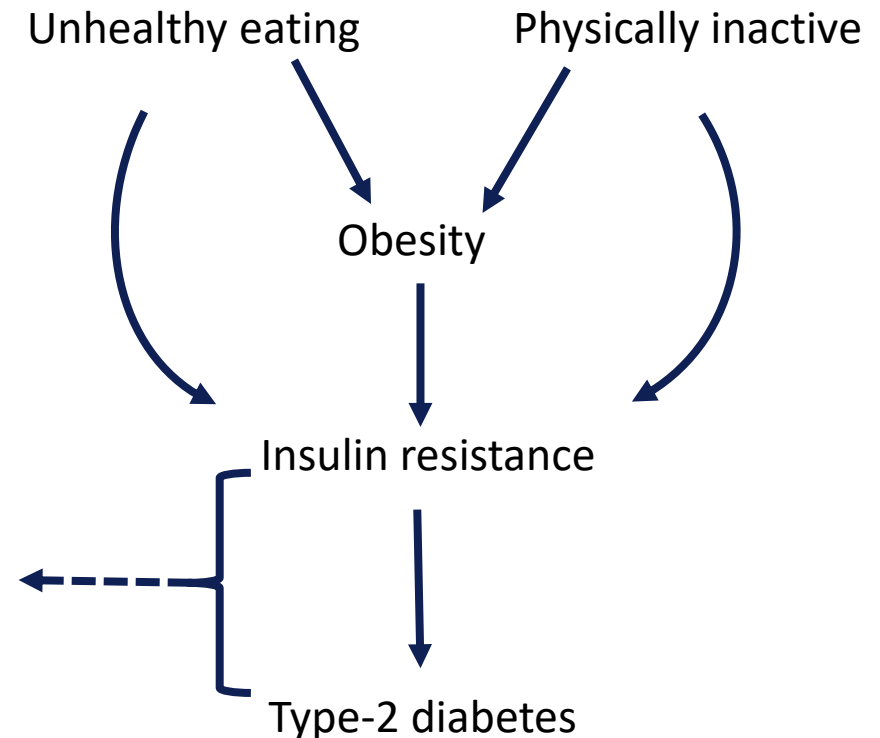 Unhealthy eating
Physically inactive
Obesity
Insulin resistance
Type-2 diabetes